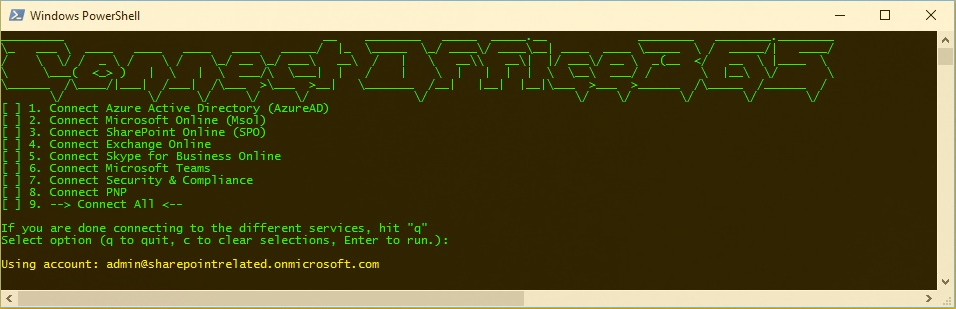 Windows PowerShell
Connect Office365
[ ] 1. Connect Azure Active Directory (AzureAD)
[ ] 2. Connect Microsoft Online (Msol)
[ ] 3. Connect SharePoint Online (SPO)
[ ] 4. Connect Exchange Online
[ ] 5. Connect Skype for Business Online
[ ] 6. Connect Microsoft Teams
[ ] 7. Connect Security & Compliance
[ ] 8. Connect PNP
[ ] 9. --> Connect All <--
If you are done connecting to the different services, hit "q"
Select option (q to quit, c to clear selections, Enter to run.):
Using account: admin@sharepointrelated.onmicrosoft.com